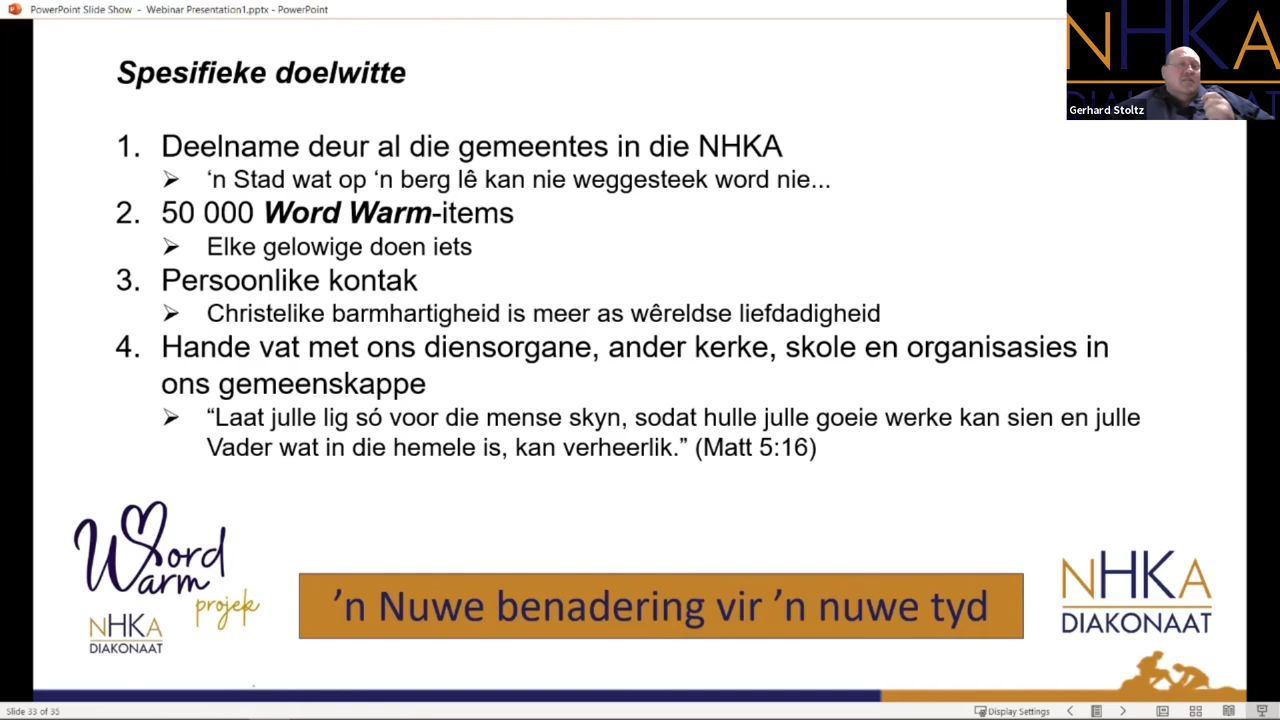 PowerPoint Slide Show - Webinar Presentation1.pptx - PowerPoint
NHKA
DIAKONAAT
Gerhard Stoltz
Spesifieke doelwitte
1. Deelname deur al die gemeentes in die NHKA
➢ ‘n Stad wat op ‘n berg lê kan nie weggesteek word nie...
2. 50 000 Word Warm-items
➢ Elke gelowige doen iets
3. Persoonlike kontak
➢ Christelike barmhartigheid is meer as wêreldse liefdadigheid
4. Hande vat met ons diensorgane, ander kerke, skole en organisasies in
ons gemeenskappe
➢ “Laat julle lig só voor die mense skyn, sodat hulle julle goeie werke kan sien en julle
Vader wat in die hemele is, kan verheerlik.” (Matt 5:16)
Word
Warm
projek
NHKA
DIAKONAAT
’n Nuwe benadering vir ’n nuwe tyd
NHKA
DIAKONAAT
Slide 33 of 35
Display Settings